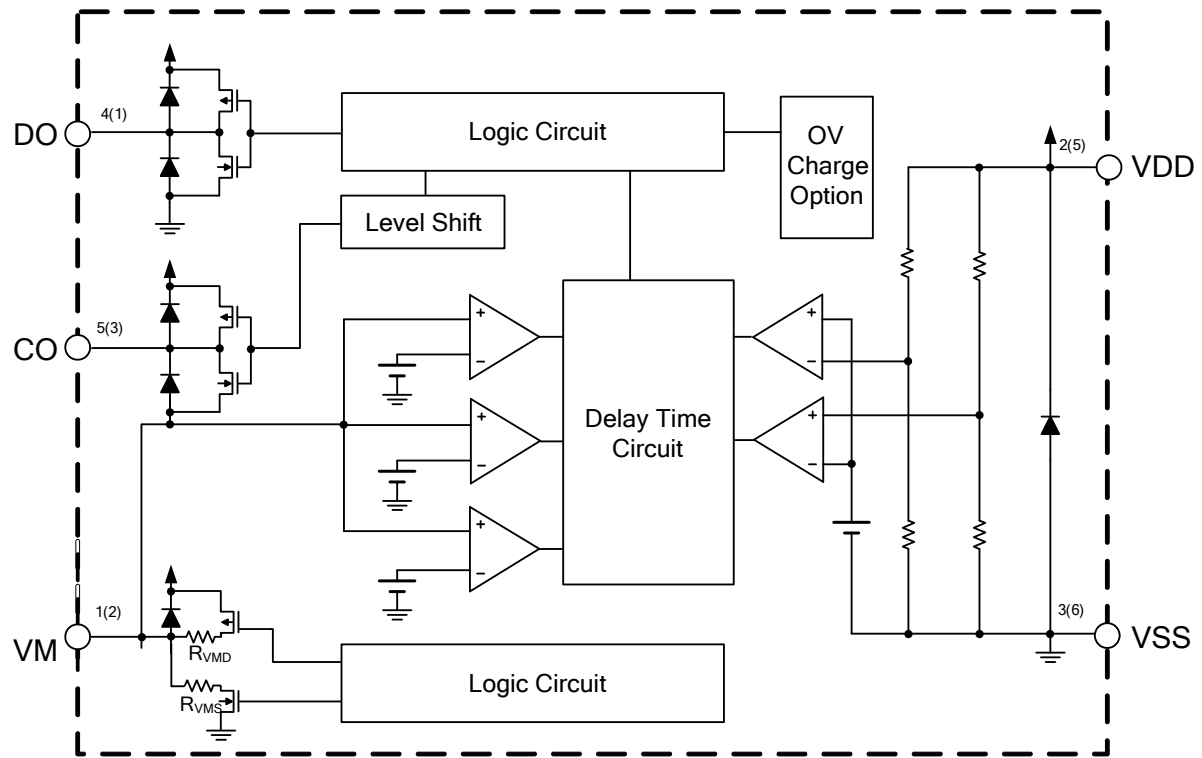 4(1)
DO
Logic Circuit
OV
Charge
Option
2(5)
VDD
Level Shift
5(3)
CO
+
−
+
−
Delay Time
Circuit
+
−
+
−
+
−
1(2)
VM
RVMD
RVMS
Logic Circuit
3(6)
VSS